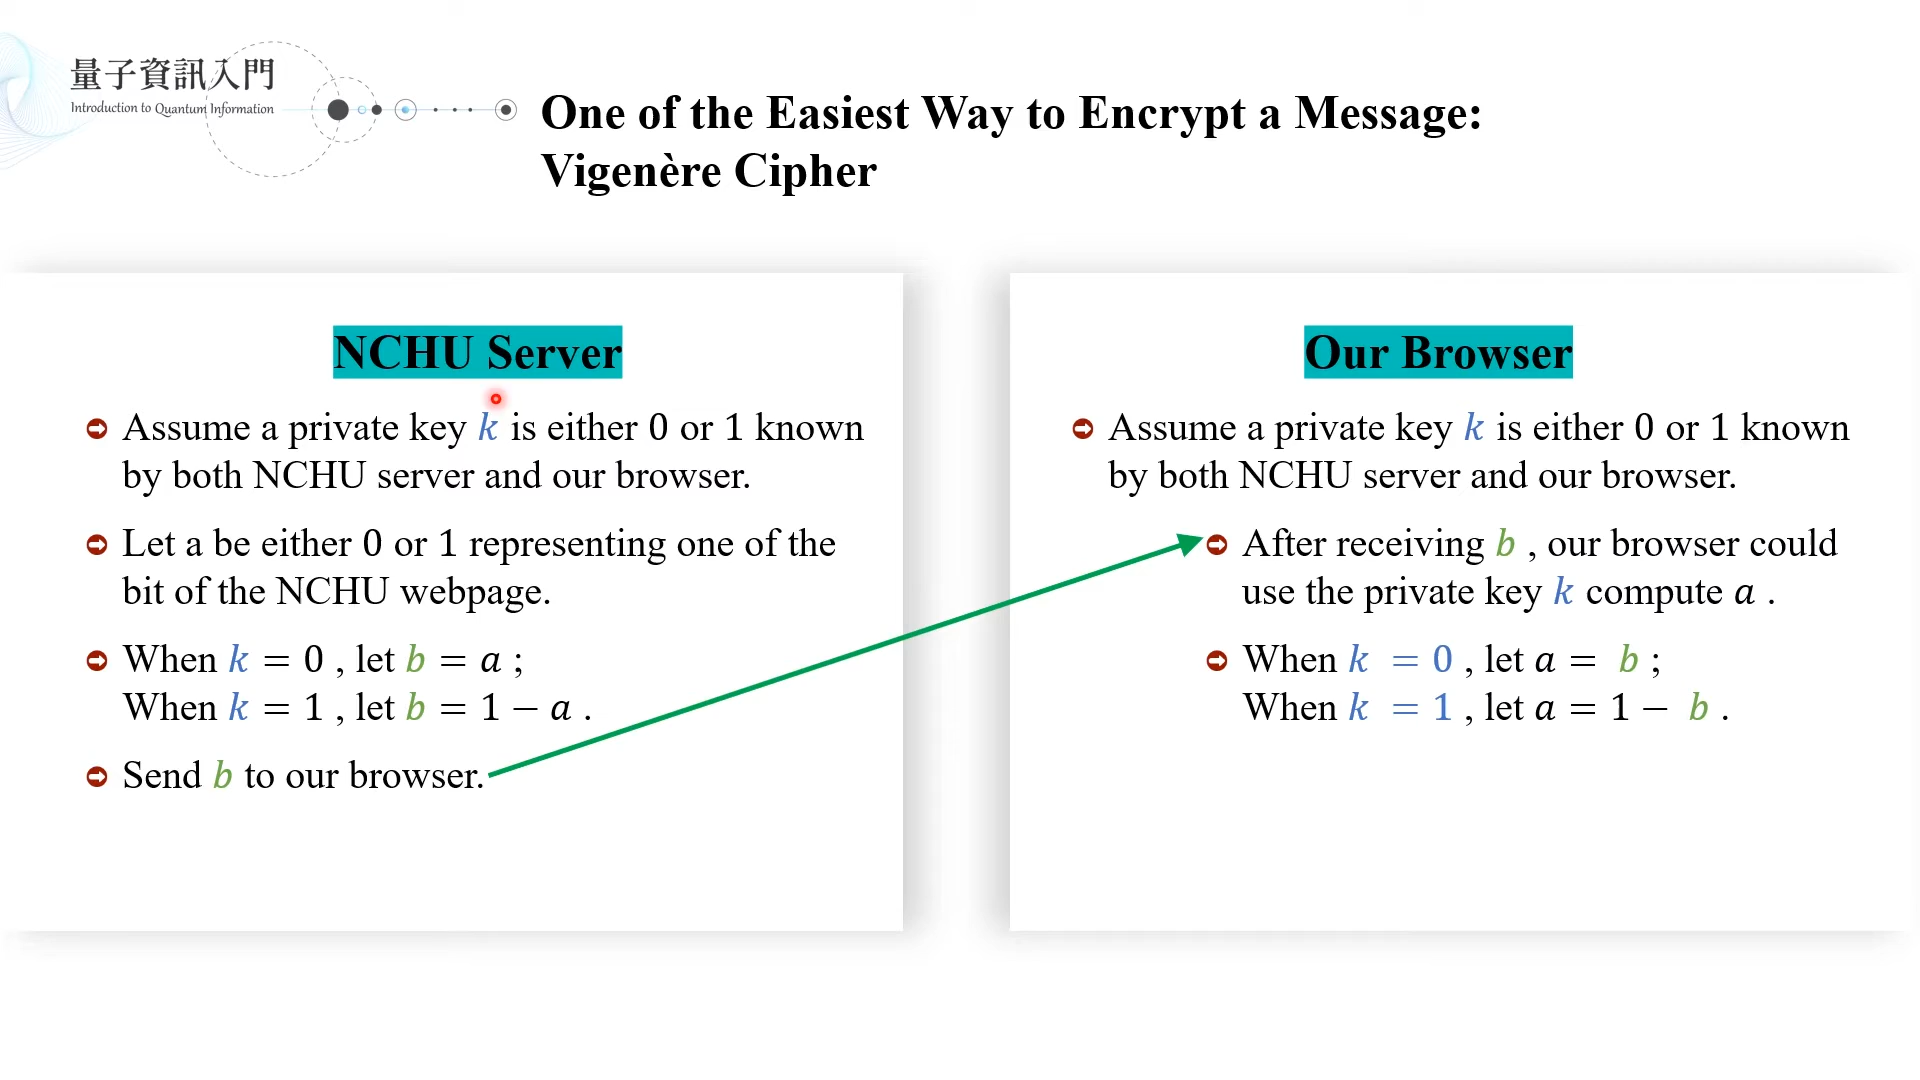 量子資訊入門
Introduction to Quantum Information
One of the Easiest Way to Encrypt a Message:
Vigenère Cipher
NCHU Server
Assume a private key k is either 0 or 1 known
by both NCHU server and our browser.
Let a be either 0 or 1 representing one of the
bit of the NCHU webpage.
When k = 0 , let b = a ;
When k = 1 , let b = 1 − a .
Send b to our browser.
Our Browser
Assume a private key k is either 0 or 1 known
by both NCHU server and our browser.
After receiving b , our browser could
use the private key k compute a .
When k = 0 , let a = b ;
When k = 1 , let a = 1 − b .